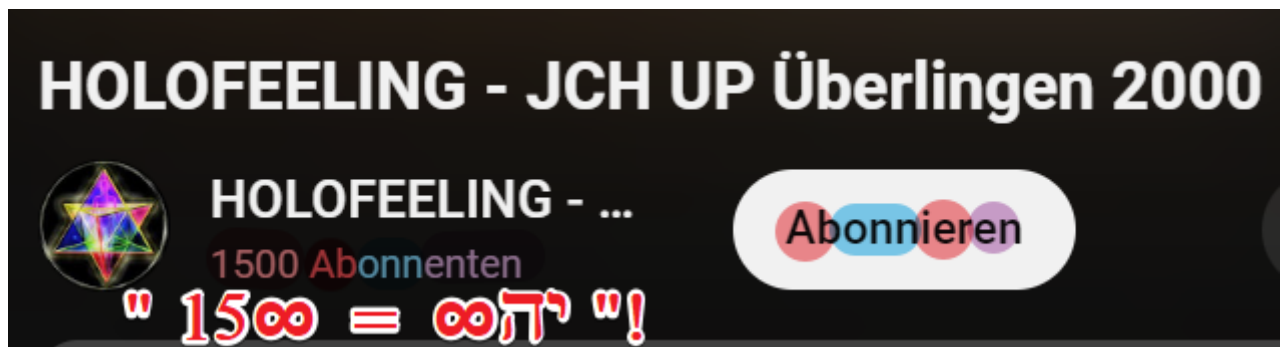 HOLOFEELING - JCH UP Überlingen 2000
HOLOFEELING - ...
Abonnieren
1500 Abonnenten
" 15∞ = ∞יה "!